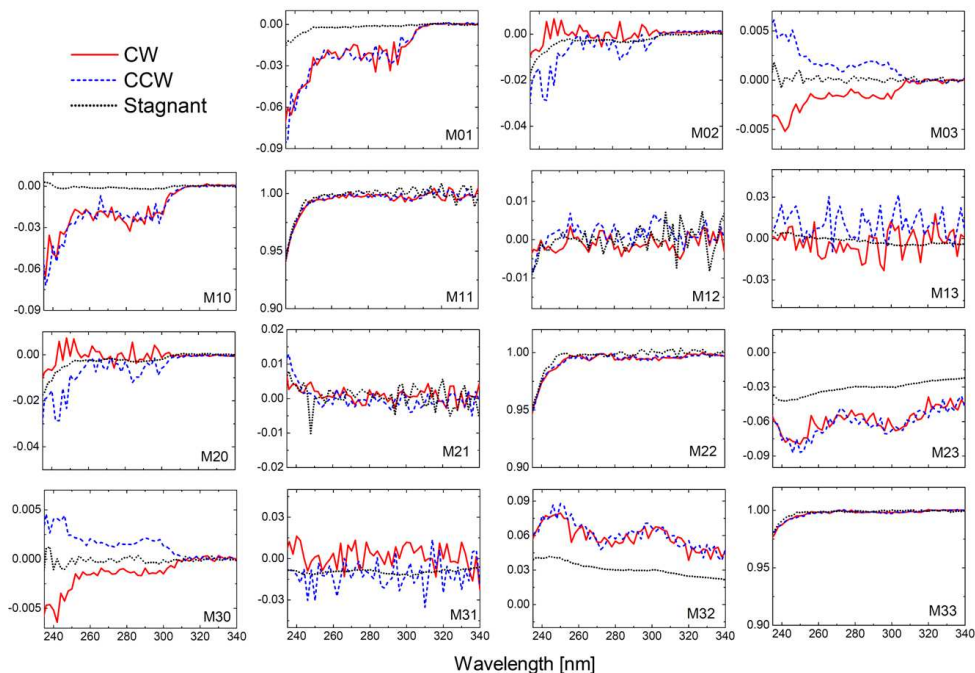 CW
CCW
Stagnant
0.00
-0.03
-0.06
-0.09
M01
0.00
-0.02
-0.04
M02
0.005
0.000
-0.005
M03
0.00
-0.03
-0.06
-0.09
M10
1.00
0.95
0.90
M11
0.01
0.00
-0.01
M12
0.03
0.00
-0.03
M13
0.00
-0.02
-0.04
M20
0.02
0.01
0.00
-0.01
-0.02
M21
1.00
0.95
0.90
M22
0.00
-0.03
-0.06
-0.09
M23
0.005
0.000
-0.005
M30
240 260 280 300 320 340
0.03
0.00
-0.03
M31
240 260 280 300 320 340
0.09
0.06
0.03
0.00
M32
240 260 280 300 320 340
1.00
0.95
0.90
M33
240 260 280 300 320 340
Wavelength [nm]